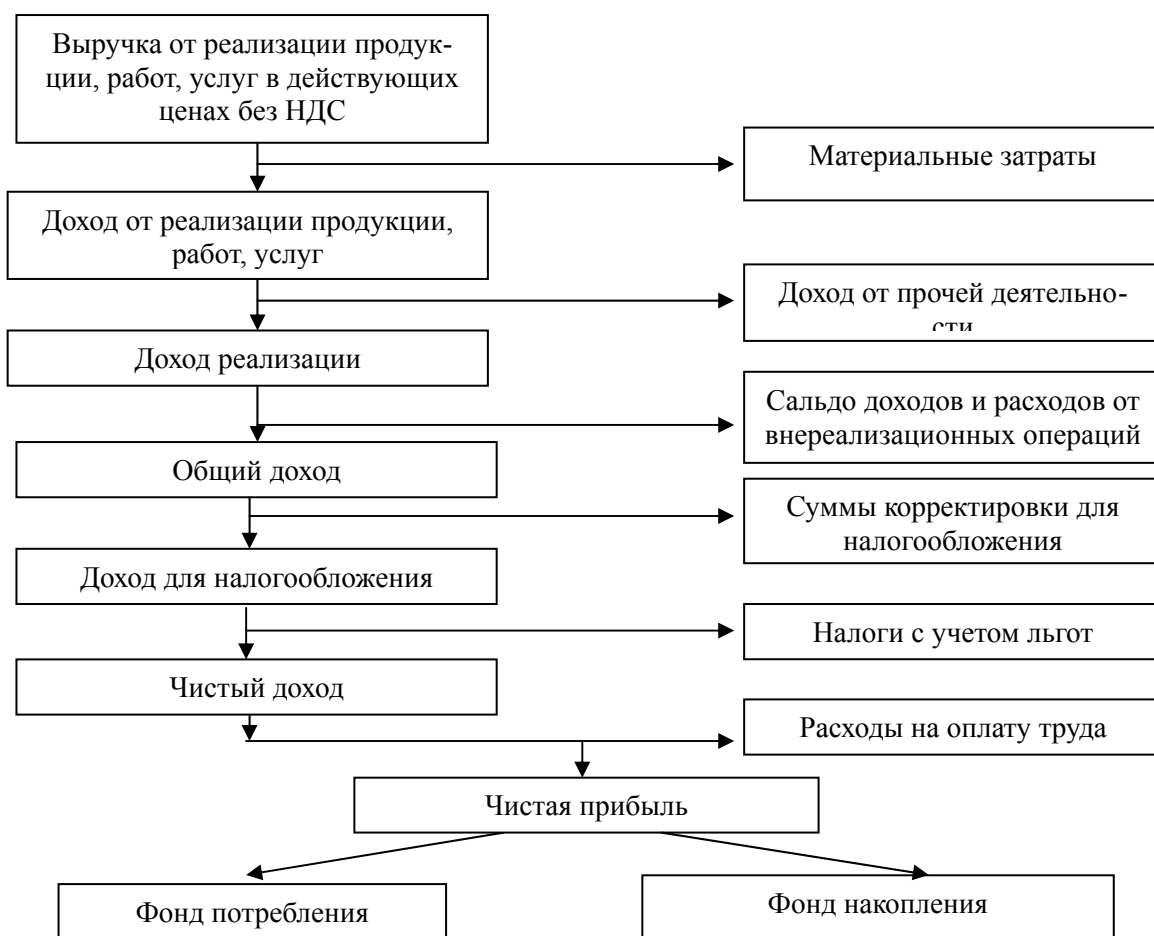 Выручка от реализации продук-
ции, работ, услуг в действующих
ценах без НДС
Материальные затраты
Доход от реализации продукции,
работ, услуг
Доход от прочей деятельно-
сти
Доход реализации
Сальдо доходов и расходов от
внереализационных операций
Общий доход
Суммы корректировки для
налогообложения
Доход для налогообложения
Налоги с учетом льгот
Чистый доход
Расходы на оплату труда
Чистая прибыль
Фонд потребления
Фонд накопления